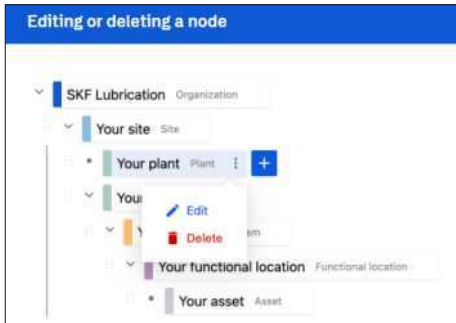 Editing or deleting a node
SKF Lubrication Organization
Your site Site
Your plant Plant
Edit
Delete
Your functional location Functional location
Your asset Asset